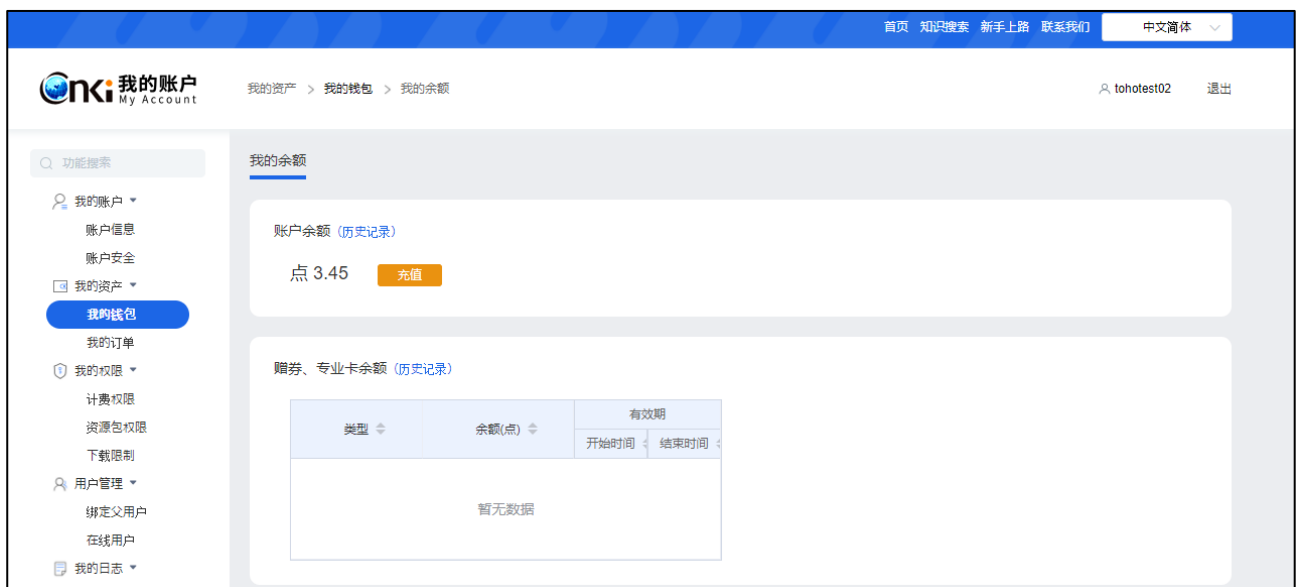 首页 知识搜索 新手上路 联系我们 中文简体
cnki 我的账户
My Account
我的资产 > 我的钱包 > 我的余额
tohotest02 退出
功能搜索
我的账户
账户信息
账户安全
我的资产
我的钱包
我的订单
我的权限
计费权限
资源包权限
下载限制
用户管理
绑定父用户
在线用户
我的日志
我的余额
账户余额 (历史记录)
点 3.45 充值
赠券、专业卡余额 (历史记录)
类型 余额(点) 有效期
开始时间 结束时间
暂无数据